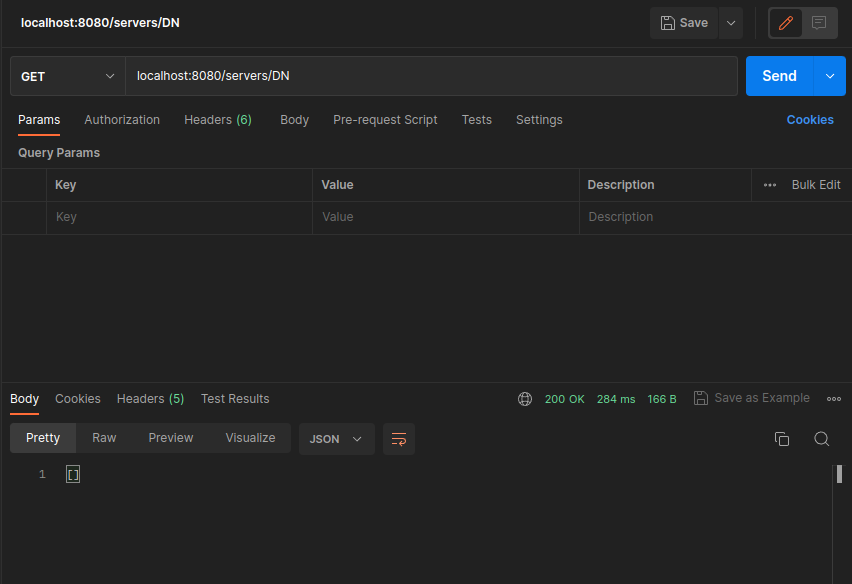 localhost:8080/servers/DN Save
GET localhost:8080/servers/DN Send
Params Authorization Headers (6) Body Pre-request Script Tests Settings Cookies
Query Params
Key Value Description Bulk Edit
Key Value Description
Body Cookies Headers (5) Test Results 200 OK 284 ms 166 B Save as Example
Pretty Raw Preview Visualize JSON
1 []